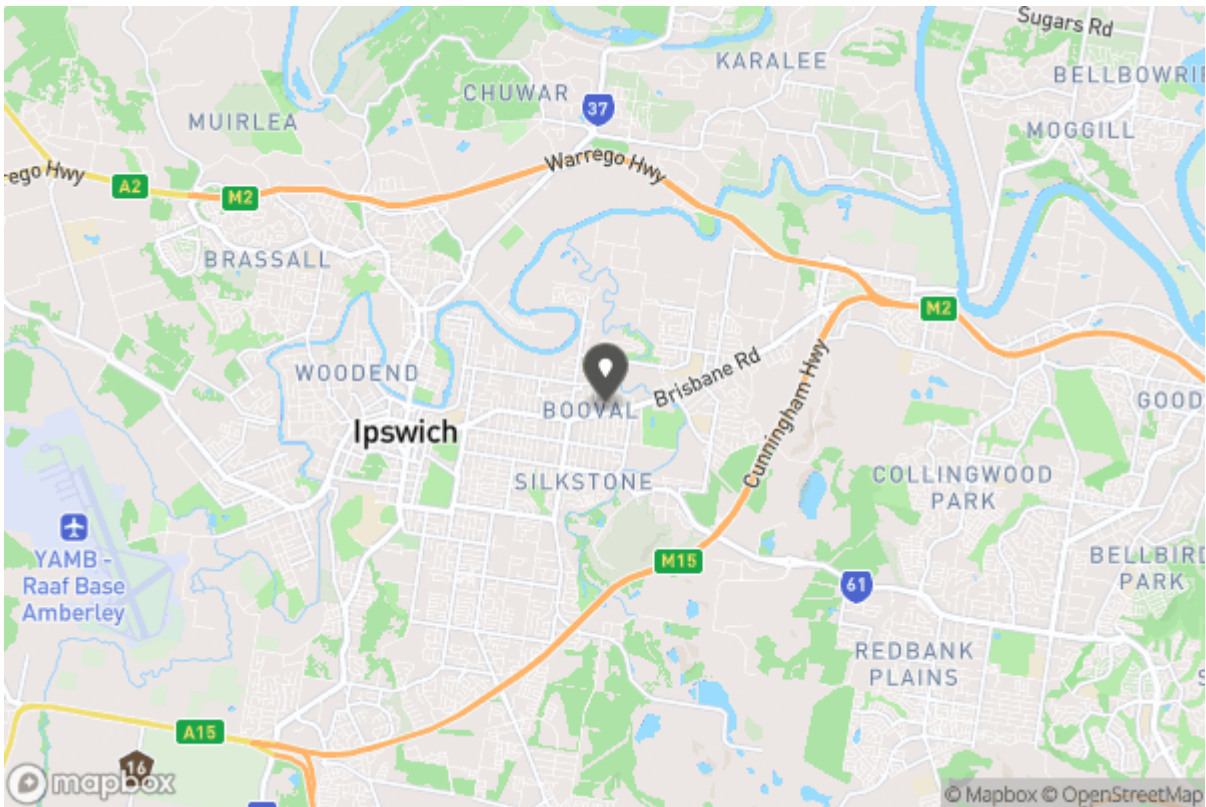 Sugars Rd
KARALEE
BELLBOWRIE
CHUWAR
37
MUIRLEA
MOGGILL
Warrego Hwy
rego Hwy
A2
M2
BRASSALL
M2
WOODEND
Brisbane Rd
BOOVAL
GOOD
Ipswich
Cunningham Hwy
SILKSTONE
COLLINGWOOD
PARK
YAMB -
Raaf Base
Amberley
M15
61
BELLBIRD
PARK
REDBANK
PLAINS
S
A15
16
mapbox
© Mapbox © OpenStreetMap